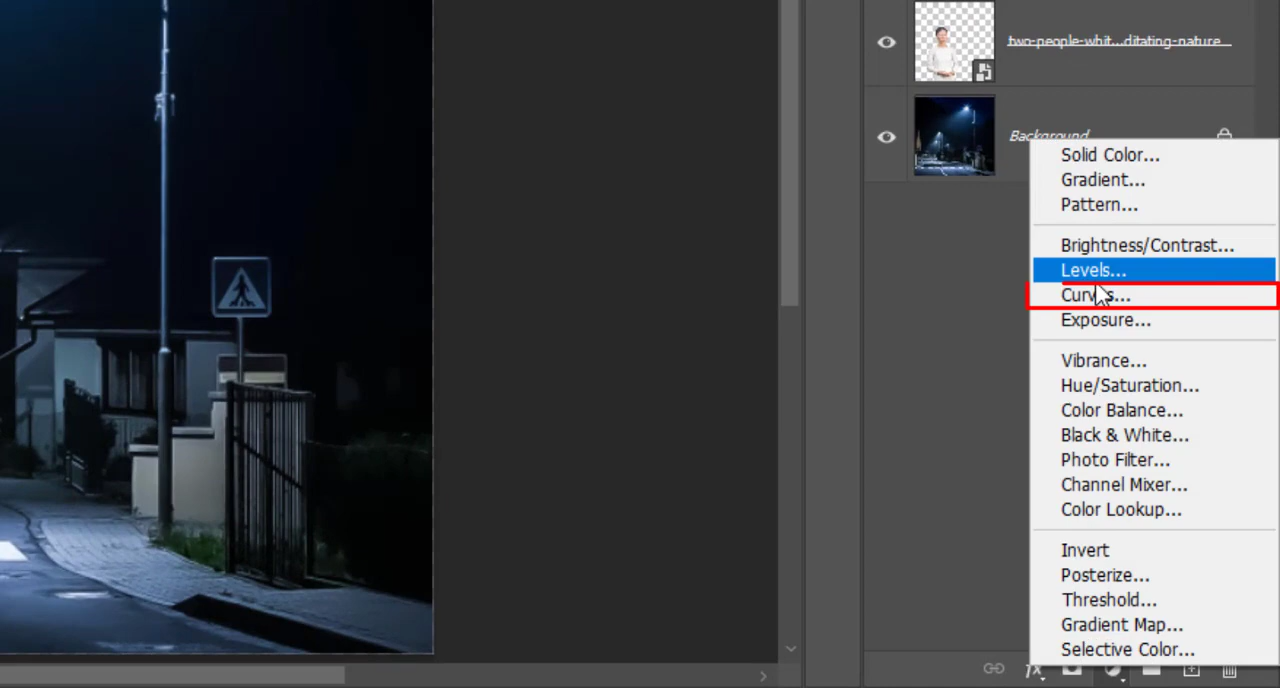 two-people-whit...ditating-nature
Background
Solid Color...
Gradient...
Pattern...
Brightness/Contrast...
Levels...
Curves...
Exposure...
Vibrance...
Hue/Saturation...
Color Balance...
Black & White...
Photo Filter...
Channel Mixer...
Color Lookup...
Invert
Posterize...
Threshold...
Gradient Map...
Selective Color...
fx